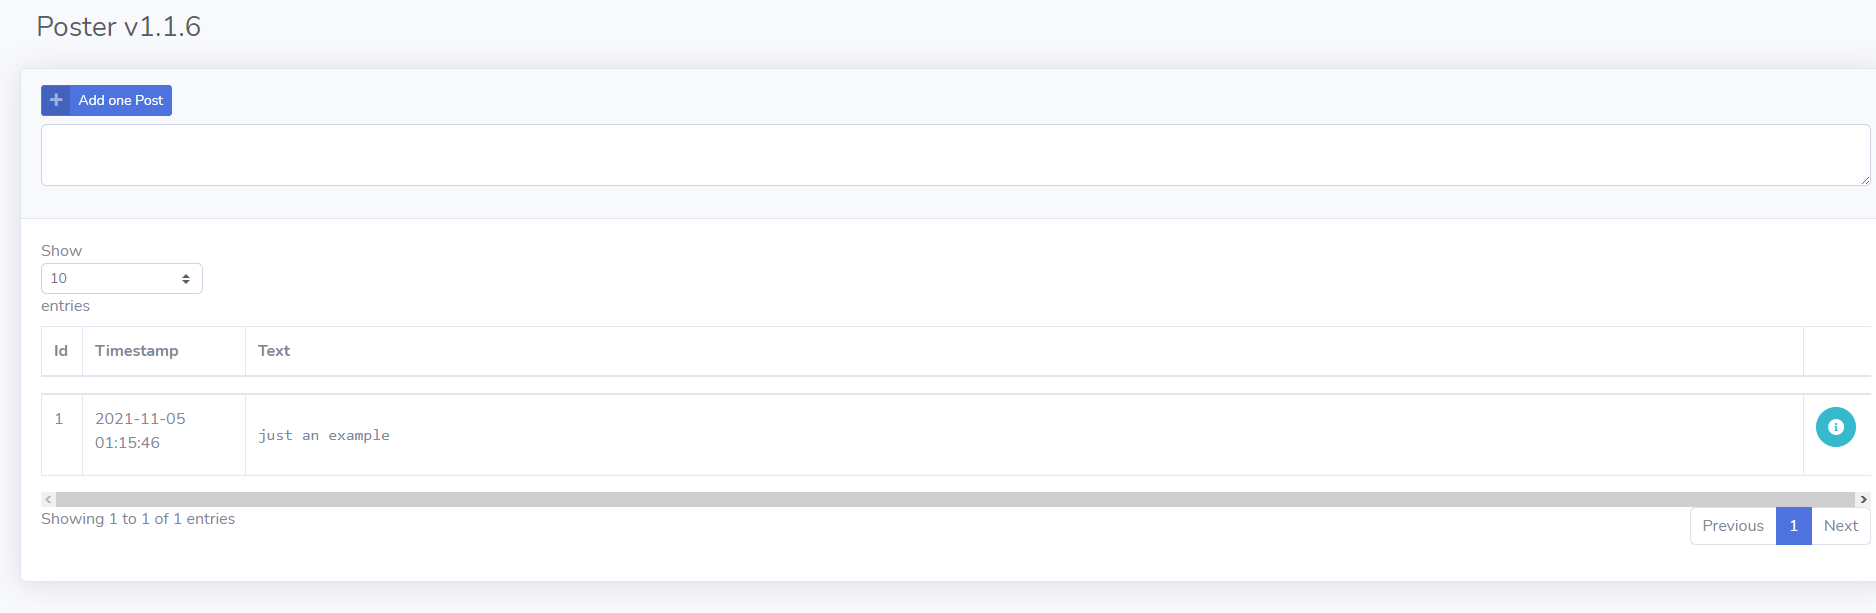 Poster v1.1.6
Add one Post
Show
10
entries
Id Timestamp Text
1 2021-11-05 01:15:46 just an example
Showing 1 to 1 of 1 entries
Previous 1 Next